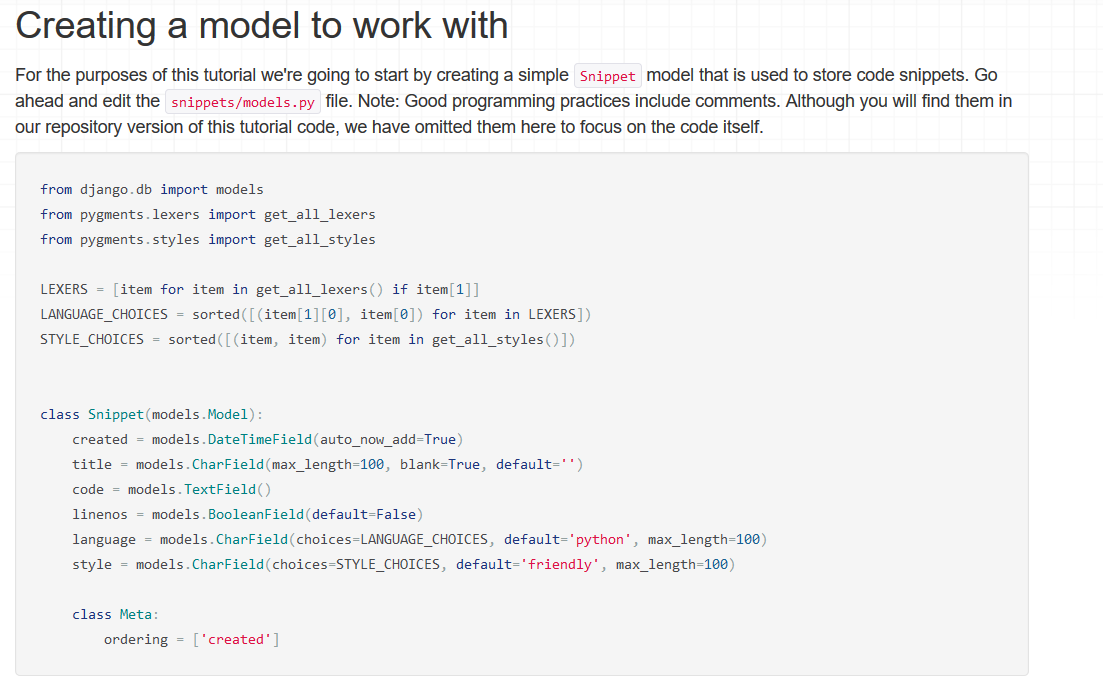 Creating a model to work with
For the purposes of this tutorial we're going to start by creating a simple Snippet model that is used to store code snippets. Go
ahead and edit the snippets/models.py file. Note: Good programming practices include comments. Although you will find them in
our repository version of this tutorial code, we have omitted them here to focus on the code itself.
from django.db import models
from pygments.lexers import get_all_lexers
from pygments.styles import get_all_styles
LEXERS = [item for item in get_all_lexers() if item[1]]
LANGUAGE_CHOICES = sorted([(item[1][0], item[0]) for item in LEXERS])
STYLE_CHOICES = sorted([(item, item) for item in get_all_styles()])
class Snippet(models.Model):
    created = models.DateTimeField(auto_now_add=True)
    title = models.CharField(max_length=100, blank=True, default='')
    code = models.TextField()
    linenos = models.BooleanField(default=False)
    language = models.CharField(choices=LANGUAGE_CHOICES, default='python', max_length=100)
    style = models.CharField(choices=STYLE_CHOICES, default='friendly', max_length=100)
    class Meta:
        ordering = ['created']